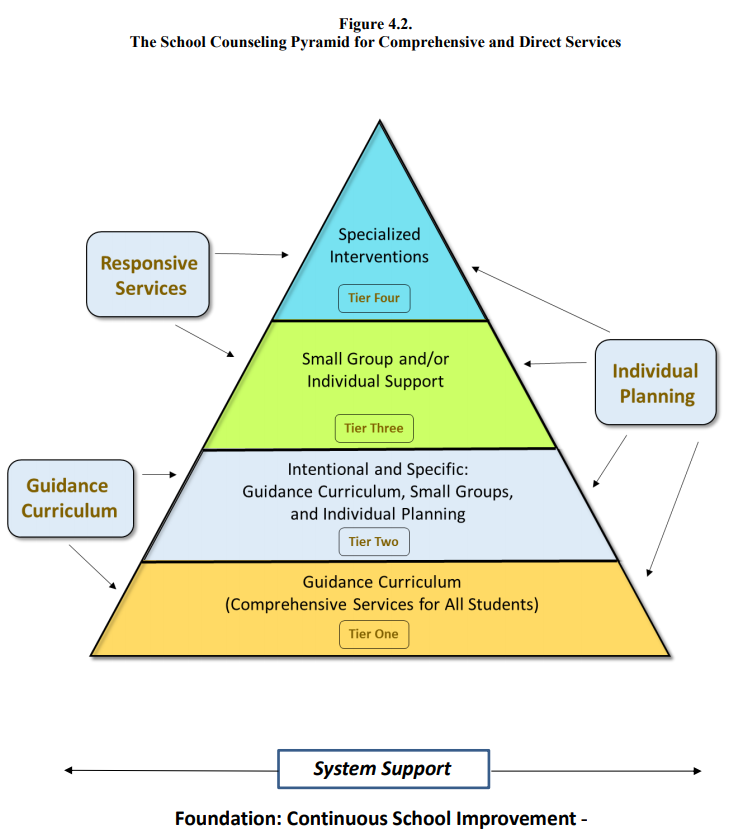 Figure 4.2.
The School Counseling Pyramid for Comprehensive and Direct Services
Specialized
Interventions
Tier Four
Responsive
Services
Small Group and/or
Individual Support
Tier Three
Individual
Planning
Intentional and Specific:
Guidance Curriculum, Small Groups,
and Individual Planning
Tier Two
Guidance
Curriculum
Guidance Curriculum
(Comprehensive Services for All Students)
Tier One
System Support
Foundation: Continuous School Improvement -